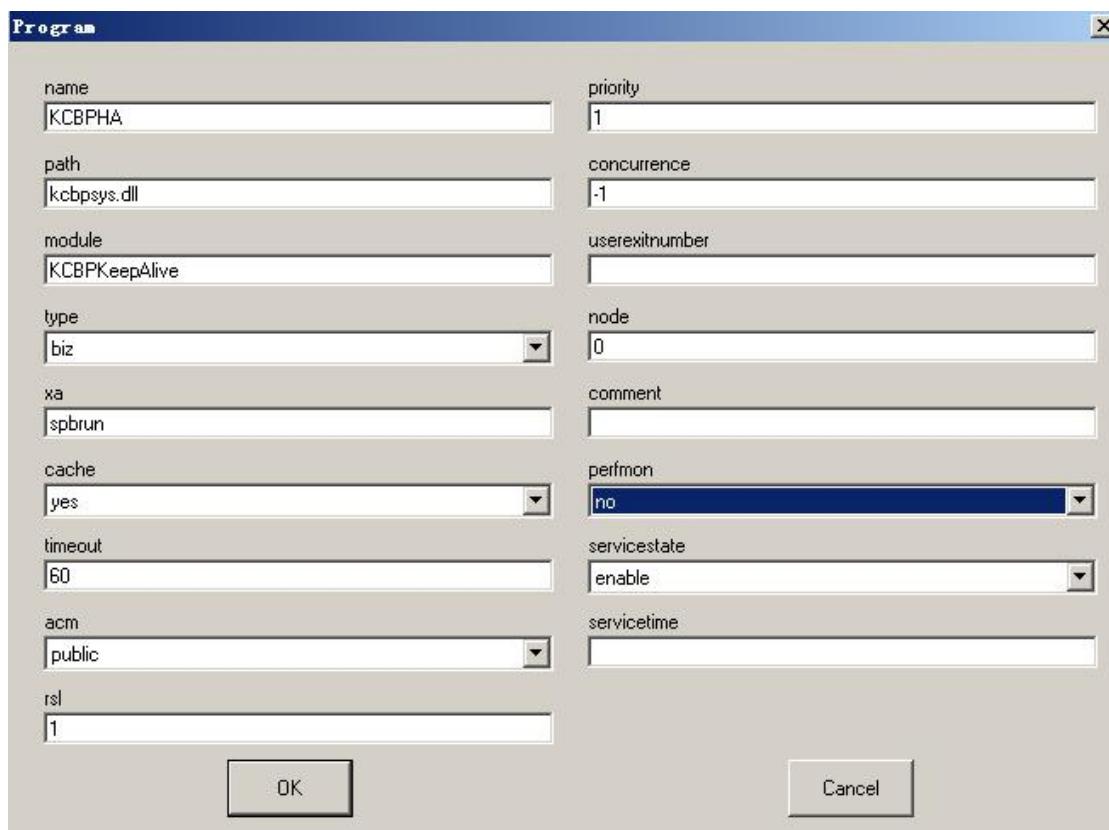 Program
name
KCBPHA
path
kcbpsys.dll
module
KCBPKeepAlive
type
biz
xa
spbrun
cache
yes
timeout
60
acm
public
rsl
1
priority
1
concurrence
-1
userexitnumber
node
0
comment
perfmon
no
servicestate
enable
servicetime
OK
Cancel